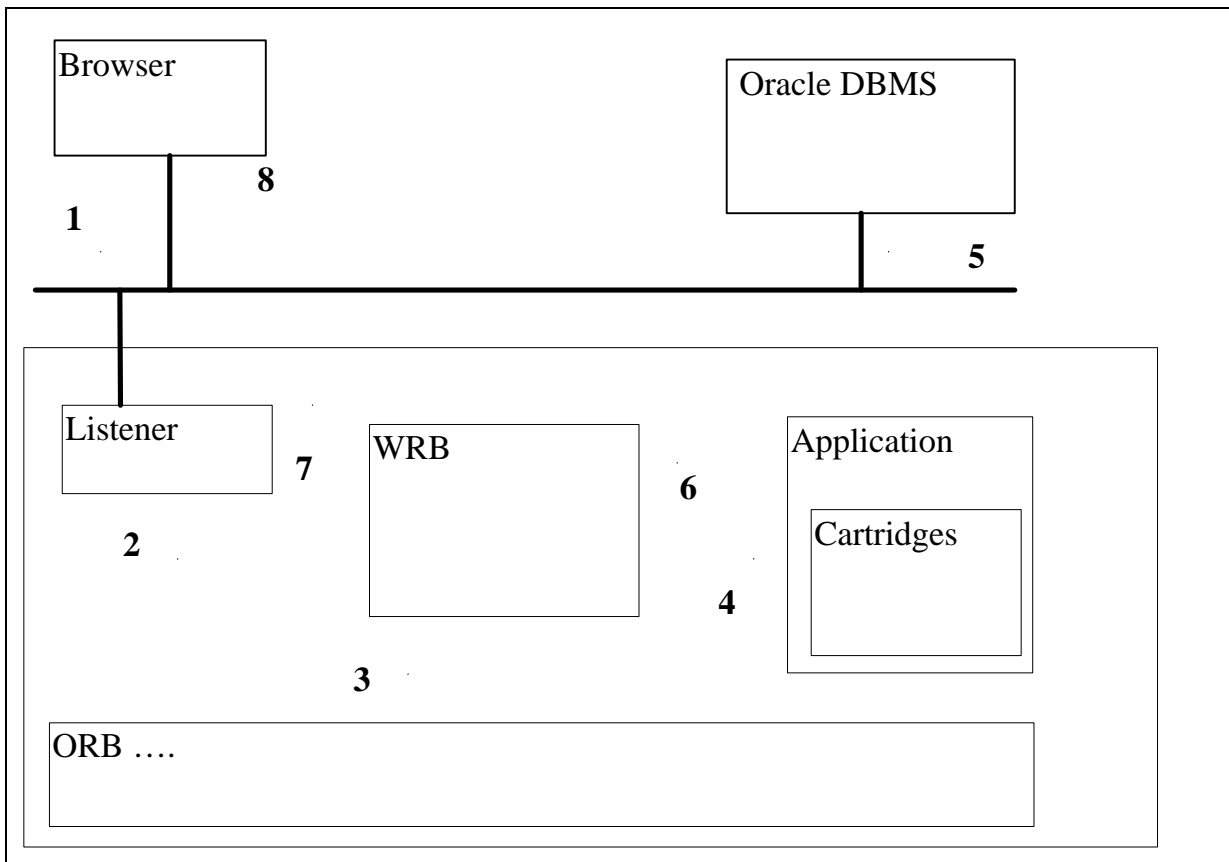 Browser
Oracle DBMS
8
1
5
Listener
WRB
Application
7
6
Cartridges
2
4
3
ORB ….